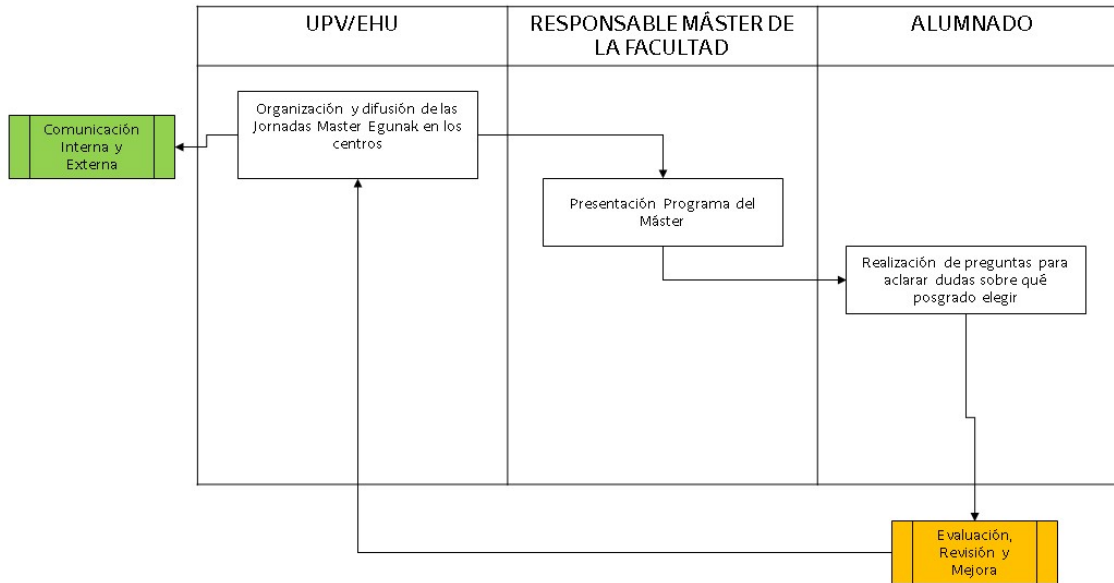 UPV/EHU
RESPONSABLE MÁSTER DE
LA FACULTAD
ALUMNADO
Organización y difusión de las
Jornadas Master Egunak en los
centros
Comunicación
Interna y
Externa
Presentación Programa del
Máster
Realización de preguntas para
aclarar dudas sobre qué
posgrado elegir
Evaluación,
Revisión y
Mejora